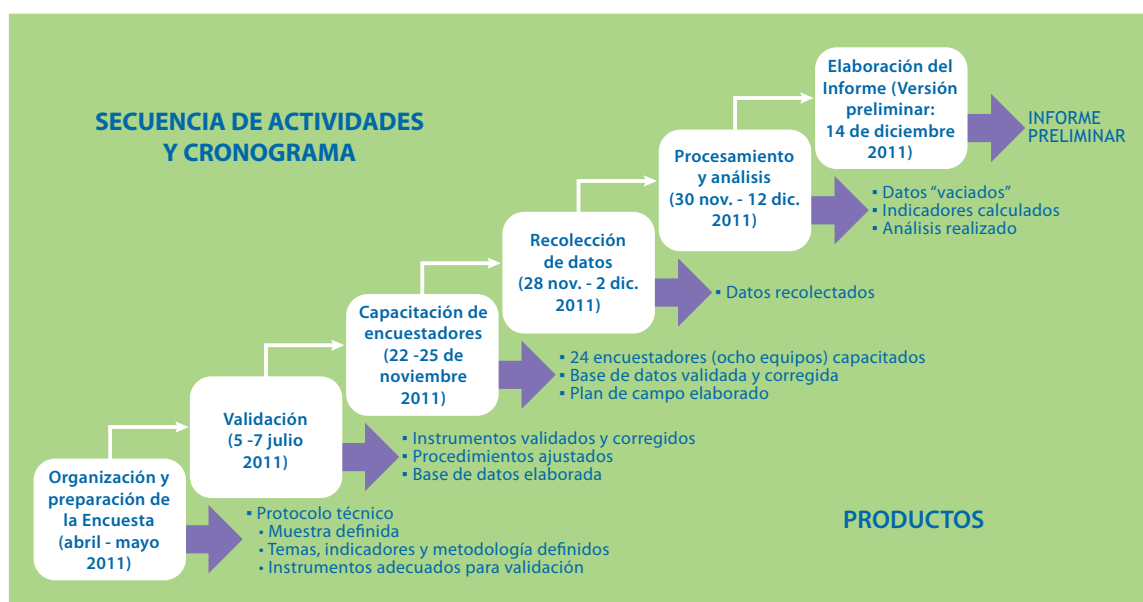 SECUENCIA DE ACTIVIDADES
Y CRONOGRAMA
Organización y
preparación de
la Encuesta
(abril - mayo
2011)
▪ Protocolo técnico
• Muestra definida
• Temas, indicadores y metodología definidos
• Instrumentos adecuados para validación
Validación
(5 -7 julio
2011)
▪ Instrumentos validados y corregidos
▪ Procedimientos ajustados
▪ Base de datos elaborada
Capacitación de
encuestadores
(22 -25 de
noviembre
2011)
▪ 24 encuestadores (ocho equipos) capacitados
▪ Base de datos validada y corregida
▪ Plan de campo elaborado
Recolección
de datos
(28 nov. - 2 dic.
2011)
▪ Datos recolectados
Procesamiento
y análisis
(30 nov. - 12 dic.
2011)
▪ Datos “vaciados”
▪ Indicadores calculados
▪ Análisis realizado
Elaboración del
Informe (Versión
preliminar:
14 de diciembre
2011)
INFORME
PRELIMINAR
PRODUCTOS